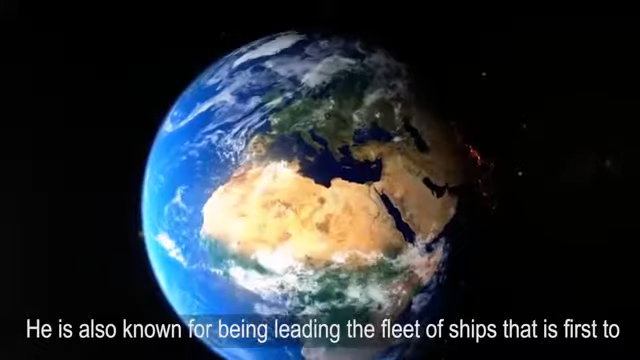 He is also known for being leading the fleet of ships that is first to